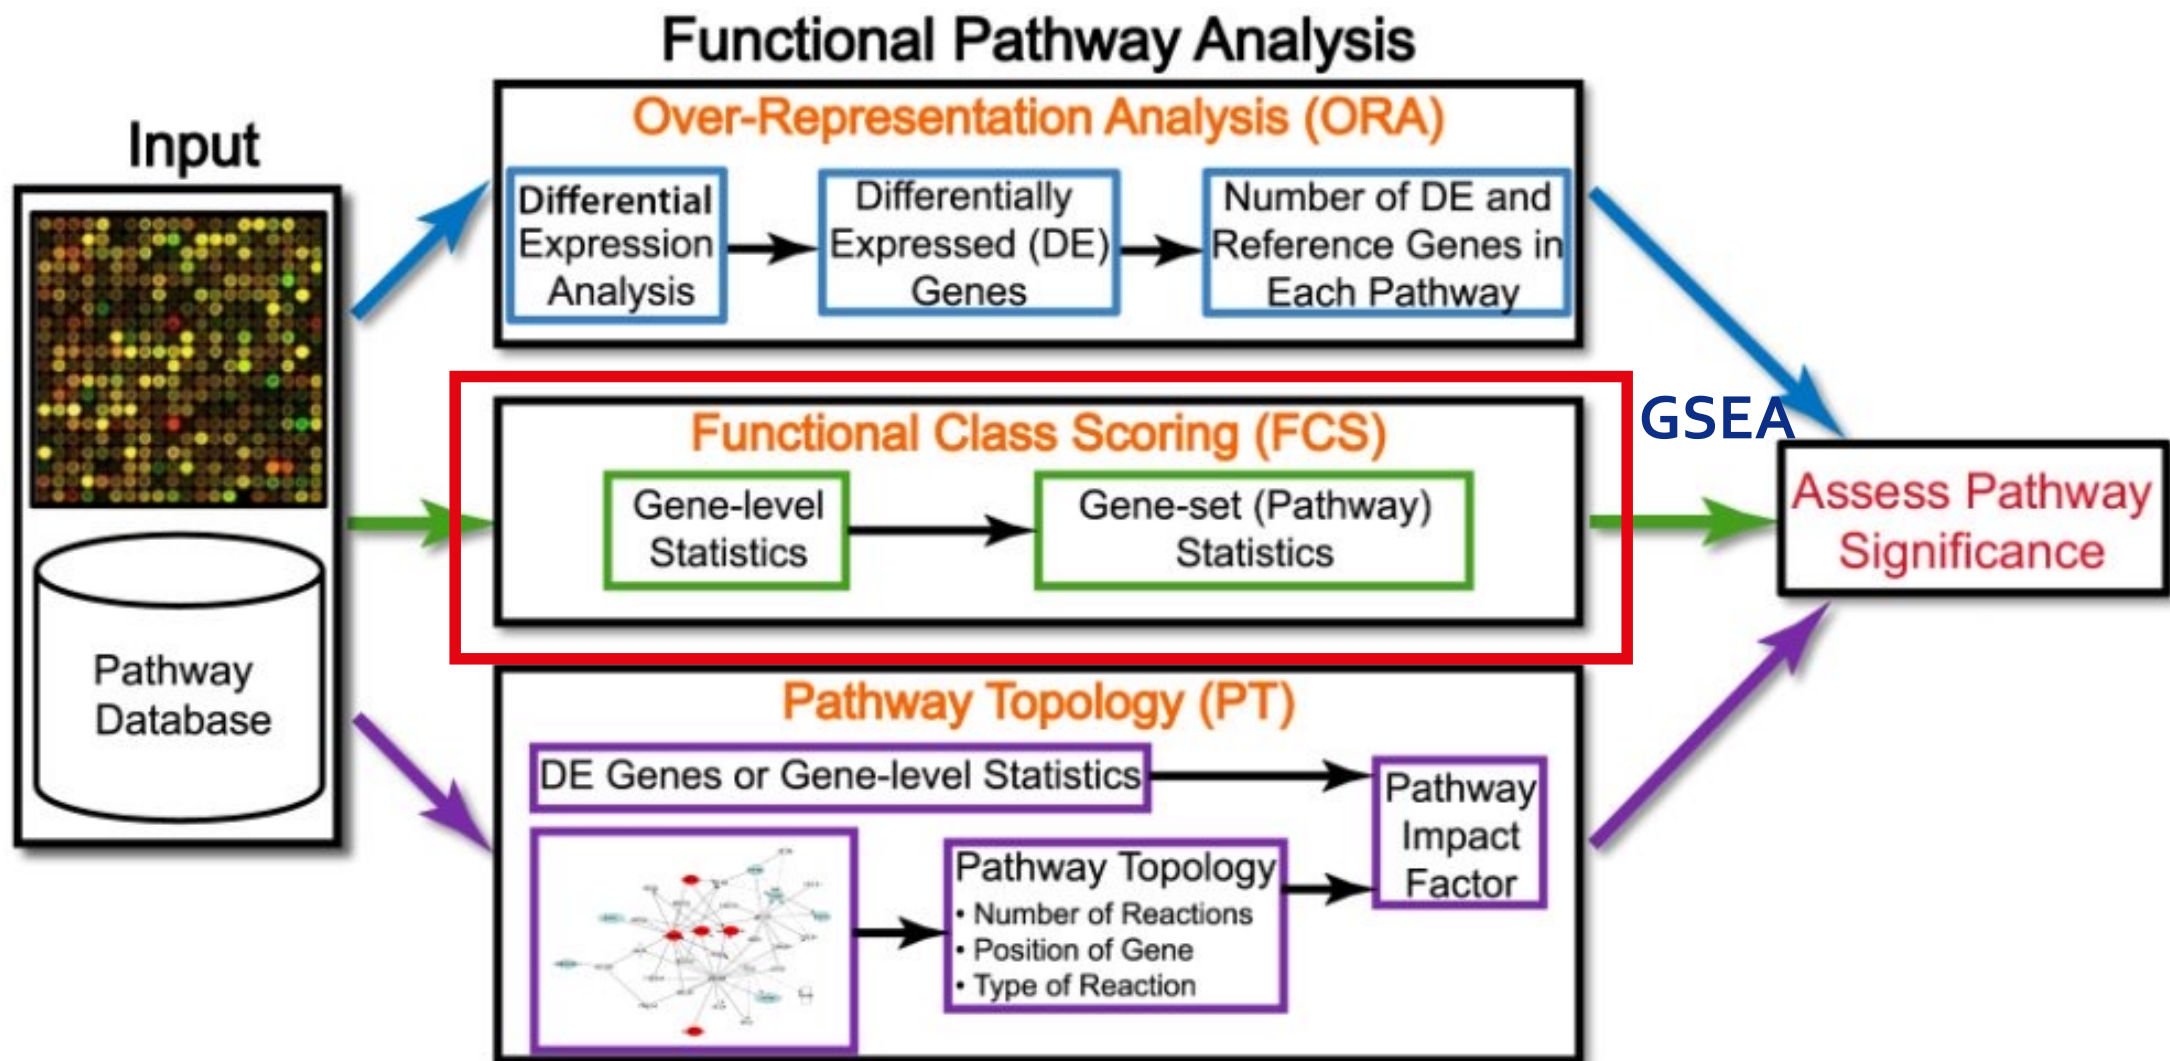 Functional Pathway Analysis
Input
Pathway
Database
Over-Representation Analysis (ORA)
Differential
Expression
Analysis
Differentially
Expressed (DE)
Genes
Number of DE and
Reference Genes in
Each Pathway
Functional Class Scoring (FCS)
Gene-level
Statistics
Gene-set (Pathway)
Statistics
GSEA
Pathway Topology (PT)
DE Genes or Gene-level Statistics
Pathway Topology
• Number of Reactions
• Position of Gene
• Type of Reaction
Pathway
Impact
Factor
Assess Pathway
Significance